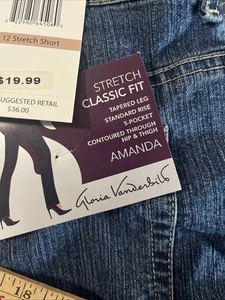 12 Stretch Short
$19.99
SUGGESTED RETAIL
$36.00
STRETCH
CLASSIC FIT
TAPERED LEG
STANDARD RISE
5-POCKET
CONTOURED THROUGH
HIP & THIGH
AMANDA
Gloria Vanderbilt